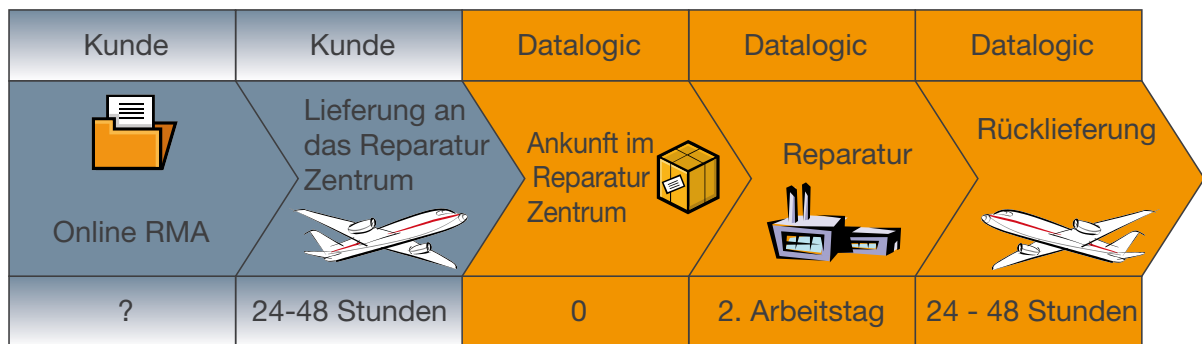 Kunde
Kunde
Datalogic
Datalogic
Datalogic
Online RMA
Lieferung an
das Reparatur
Zentrum
Ankunft im
Reparatur
Zentrum
Reparatur
Rücklieferung
?
24-48 Stunden
0
2. Arbeitstag
24 - 48 Stunden